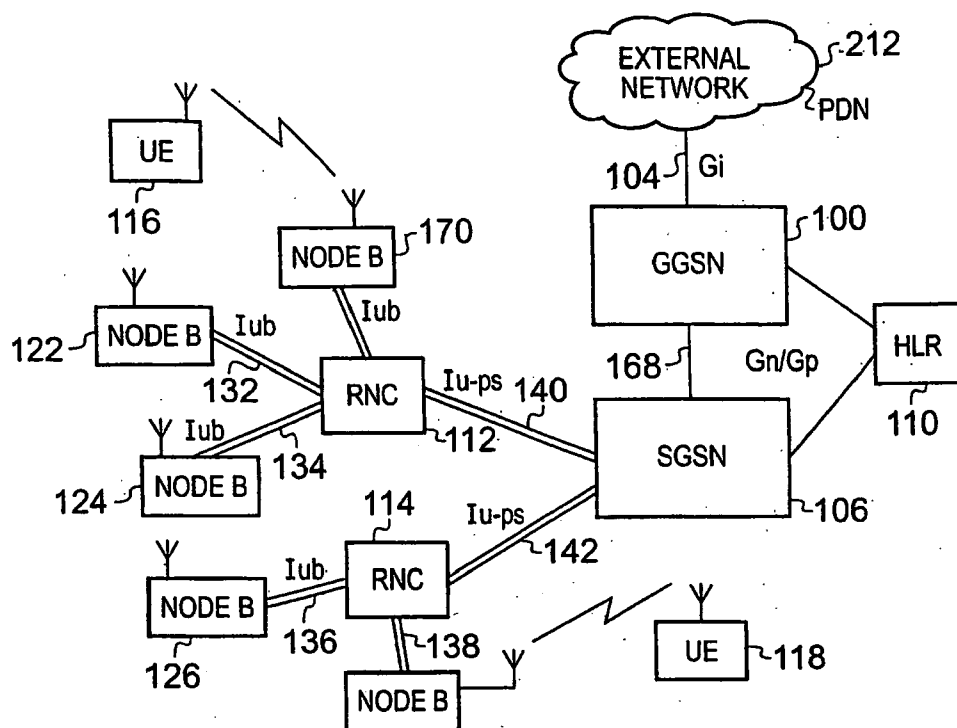 EXTERNAL
NETWORK
212
PDN
104
Gi
UE
116
NODE B
170
100
GGSN
Iub
NODE B
122
Iub
132
168
Gn/Gp
HLR
110
RNC
112
Iu-ps
140
SGSN
106
Iub
134
NODE B
124
114
Iu-ps
142
RNC
Iub
136
NODE B
126
138
NODE B
UE
118